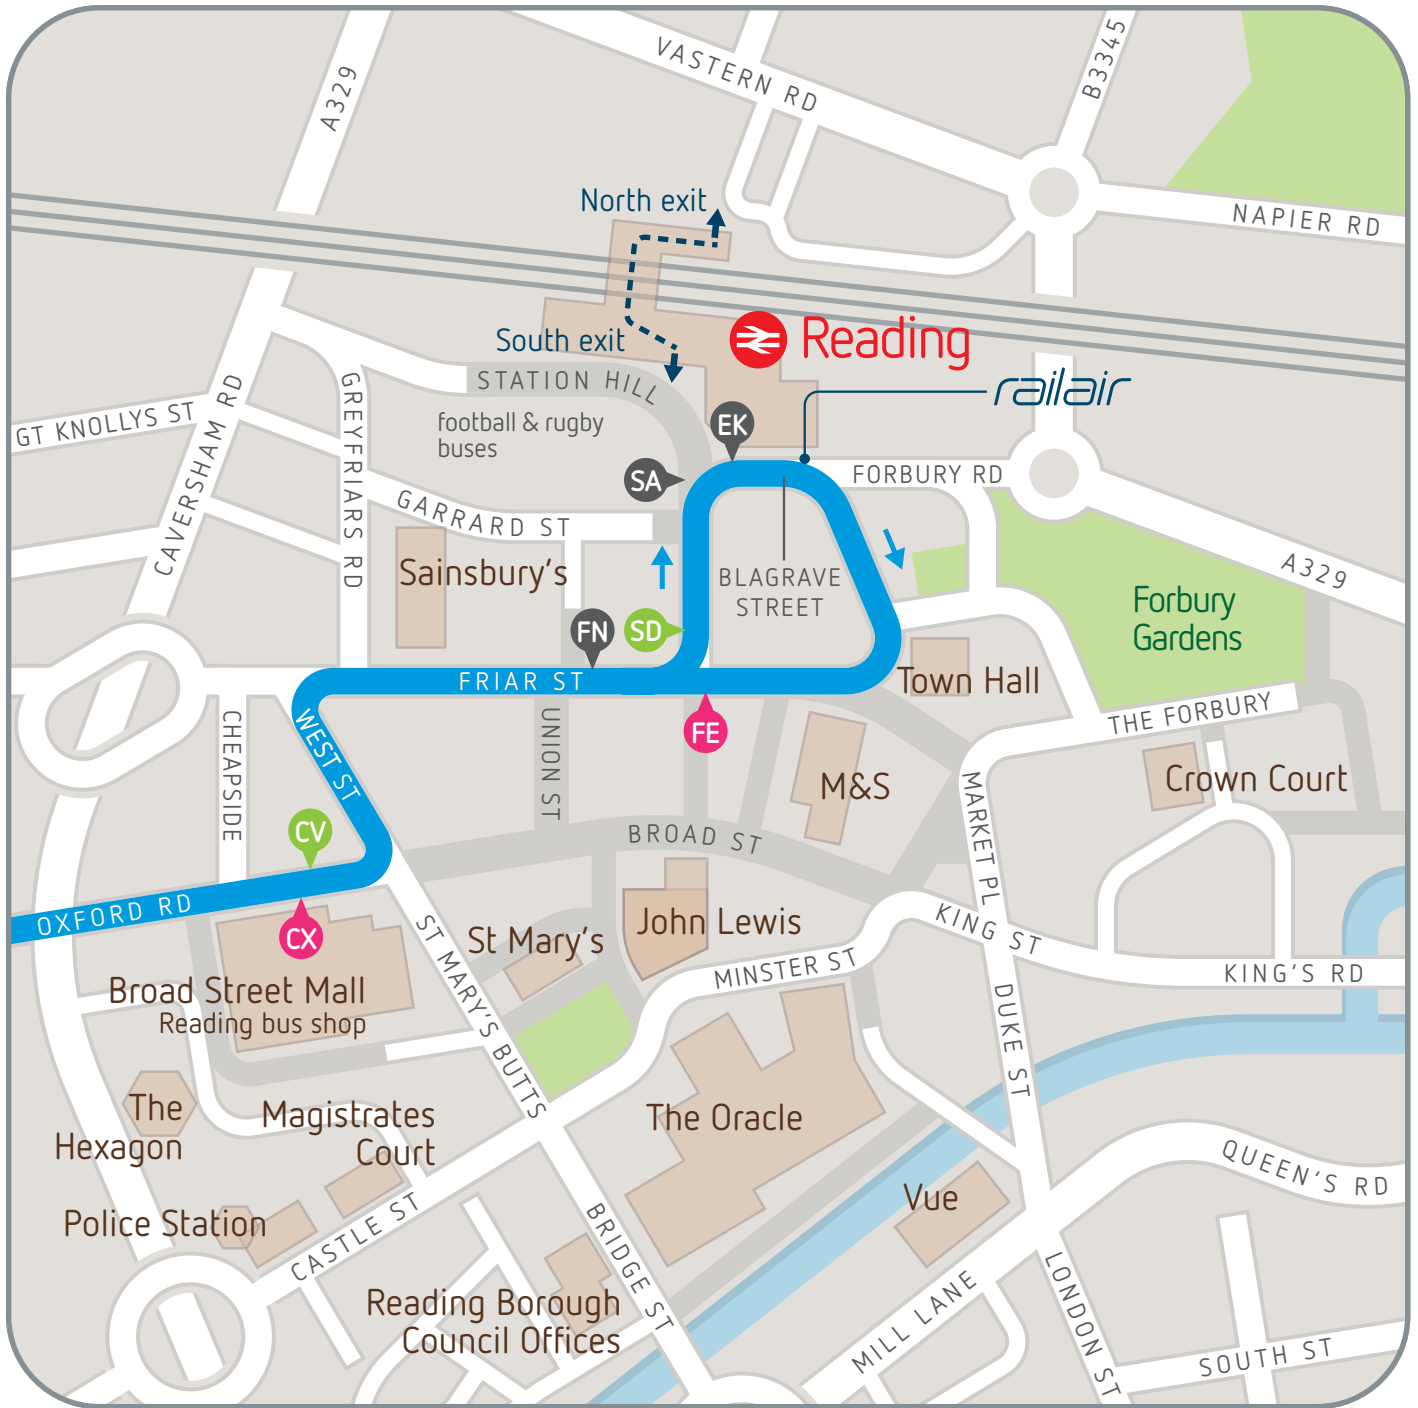 A329
VASTERN RD
B3345
NAPIER RD
North exit
South exit
Reading
railair
STATION HILL
football & rugby
buses
GT KNOLLYS ST
CAVERSHAM RD
GREYFRIARS RD
EK
SA
FORBURY RD
GARRARD ST
Sainsbury's
BLAGRAVE
STREET
A329
Forbury
Gardens
FN
SD
FRIAR ST
Town Hall
THE FORBURY
FE
CHEAPSIDE
WEST ST
UNION ST
M&S
MARKET PL
Crown Court
CV
BROAD ST
OXFORD RD
CX
ST MARY'S BUTTS
St Mary's
John Lewis
KING ST
MINSTER ST
KING'S RD
Broad Street Mall
Reading bus shop
DUKE ST
The
Hexagon
Magistrates
Court
The Oracle
QUEEN'S RD
Police Station
CASTLE ST
BRIDGE ST
Vue
Reading Borough
Council Offices
MILL LANE
LONDON ST
SOUTH ST